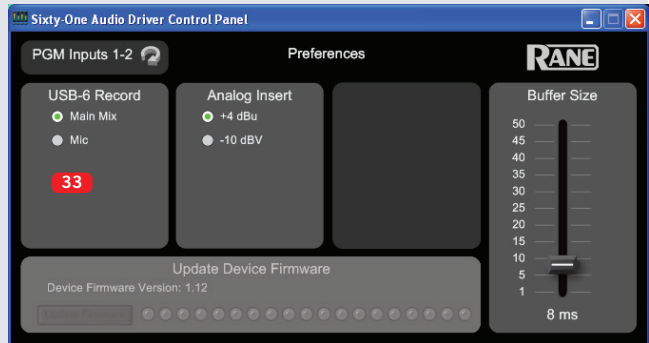 Sixty-One Audio Driver Control Panel
PGM Inputs 1-2
Preferences
RANE
USB-6 Record
Main Mix
Mic
33
Analog Insert
+4 dBu
-10 dBV
Buffer Size
50
45
40
35
30
25
20
15
10
5
1
8 ms
Update Device Firmware
Device Firmware Version: 1.12
Update Firmware